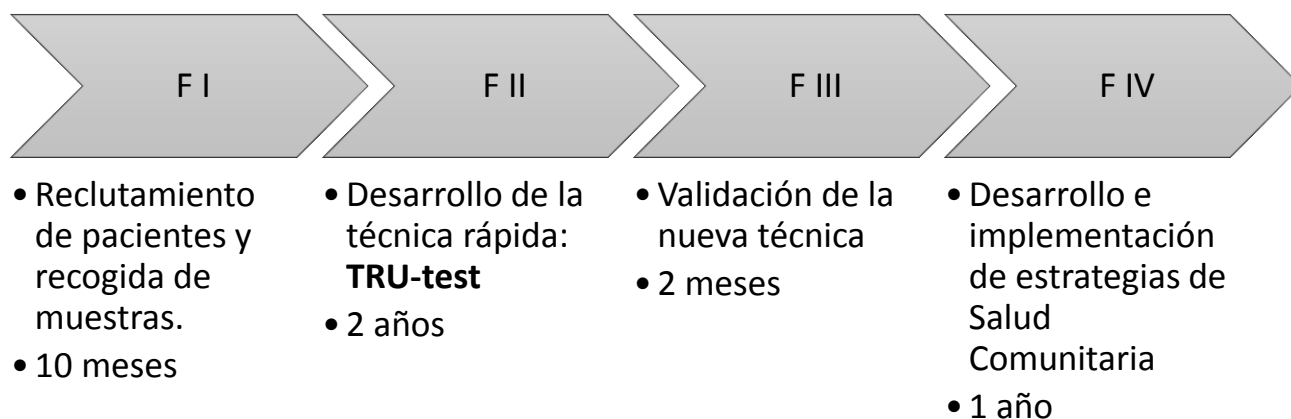 F I
F II
F III
F IV
• Reclutamiento
de pacientes y
recogida de
muestras.
• 10 meses
• Desarrollo de la
técnica rápida:
TRU-test
• 2 años
• Validación de la
nueva técnica
• 2 meses
• Desarrollo e
implementación
de estrategias de
Salud
Comunitaria
• 1 año